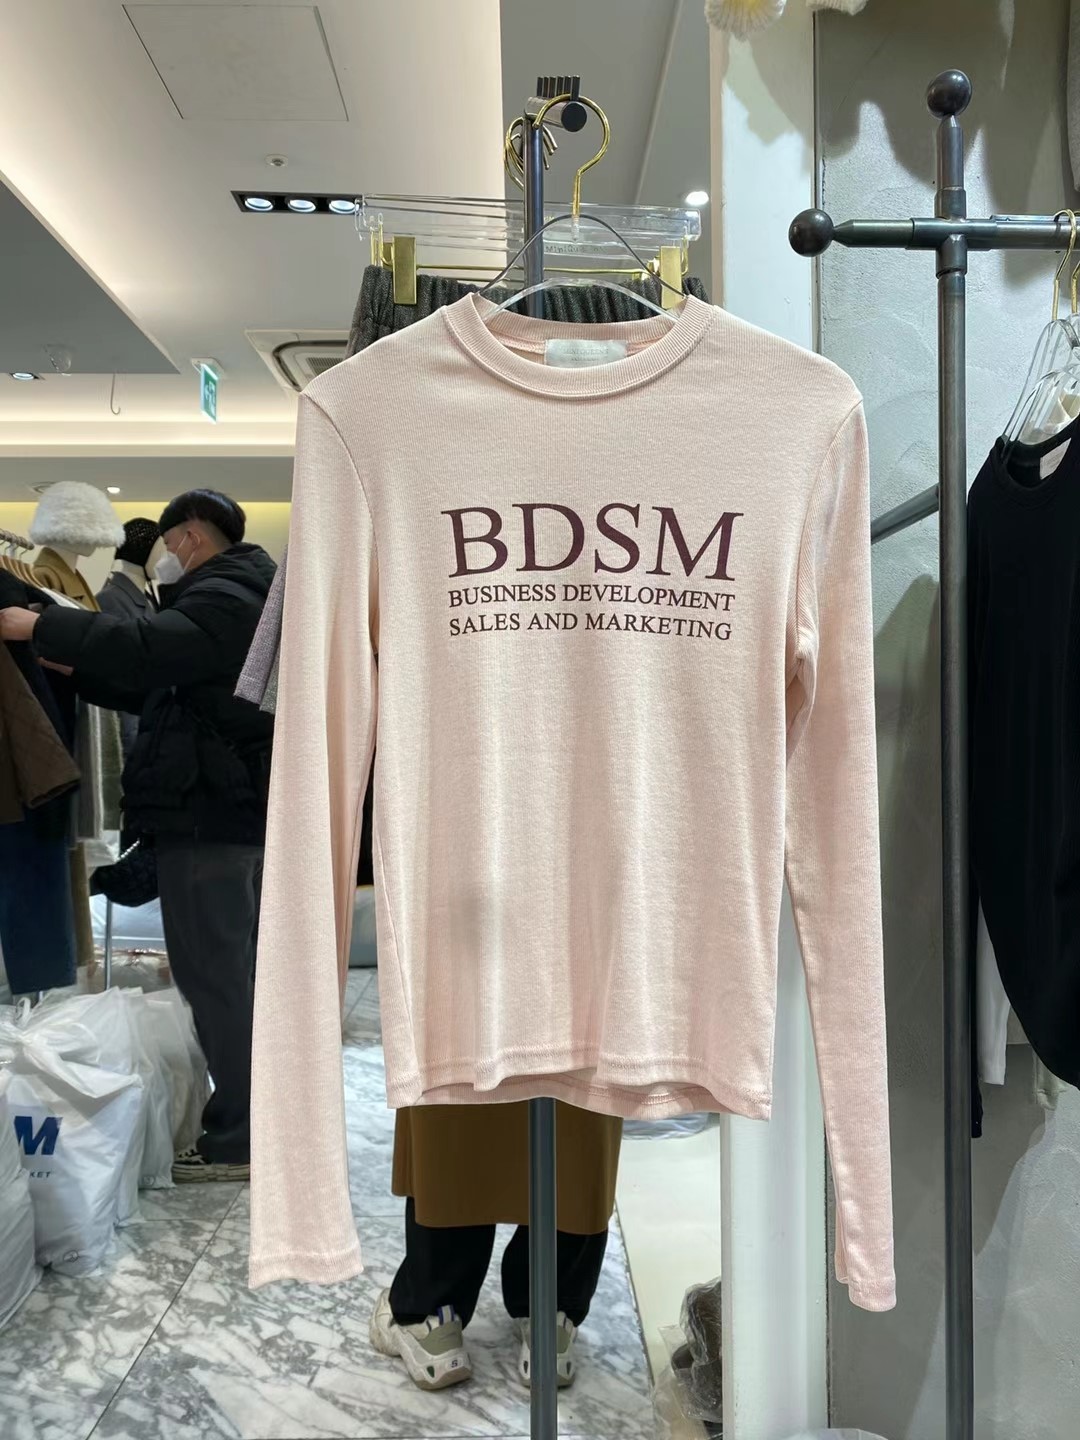 BDSM
BUSINESS DEVELOPMENT
SALES AND MARKETING
M